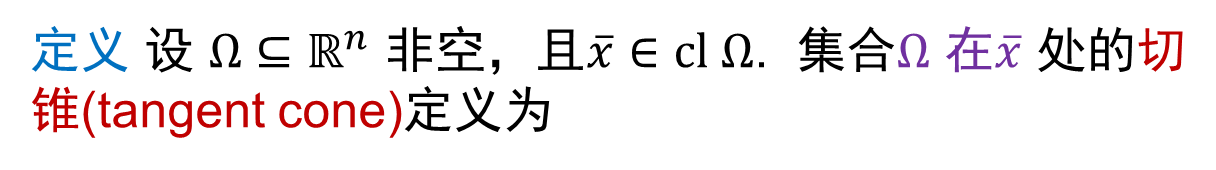 定义 设 Ω ⊆ ℝⁿ 非空，且x̄ ∈ cl Ω. 集合Ω 在x̄ 处的切
锥(tangent cone)定义为